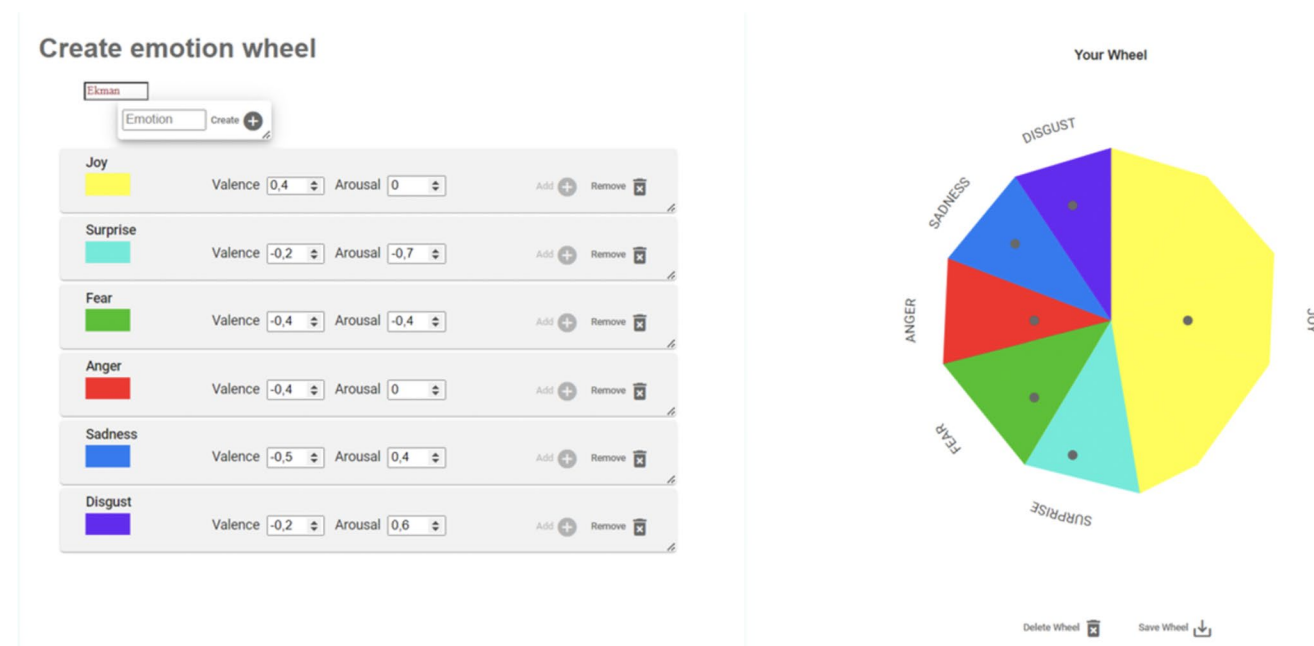 Create emotion wheel
Ekman
Emotion Create
Joy
Valence 0,4 Arousal 0 Add Remove
Surprise
Valence -0,2 Arousal -0,7 Add Remove
Fear
Valence -0,4 Arousal -0,4 Add Remove
Anger
Valence -0,4 Arousal 0 Add Remove
Sadness
Valence -0,5 Arousal 0,4 Add Remove
Disgust
Valence -0,2 Arousal 0,6 Add Remove
Your Wheel
DISGUST
SADNESS
ANGER
FEAR
SURPRISE
JOY
Delete Wheel Save Wheel